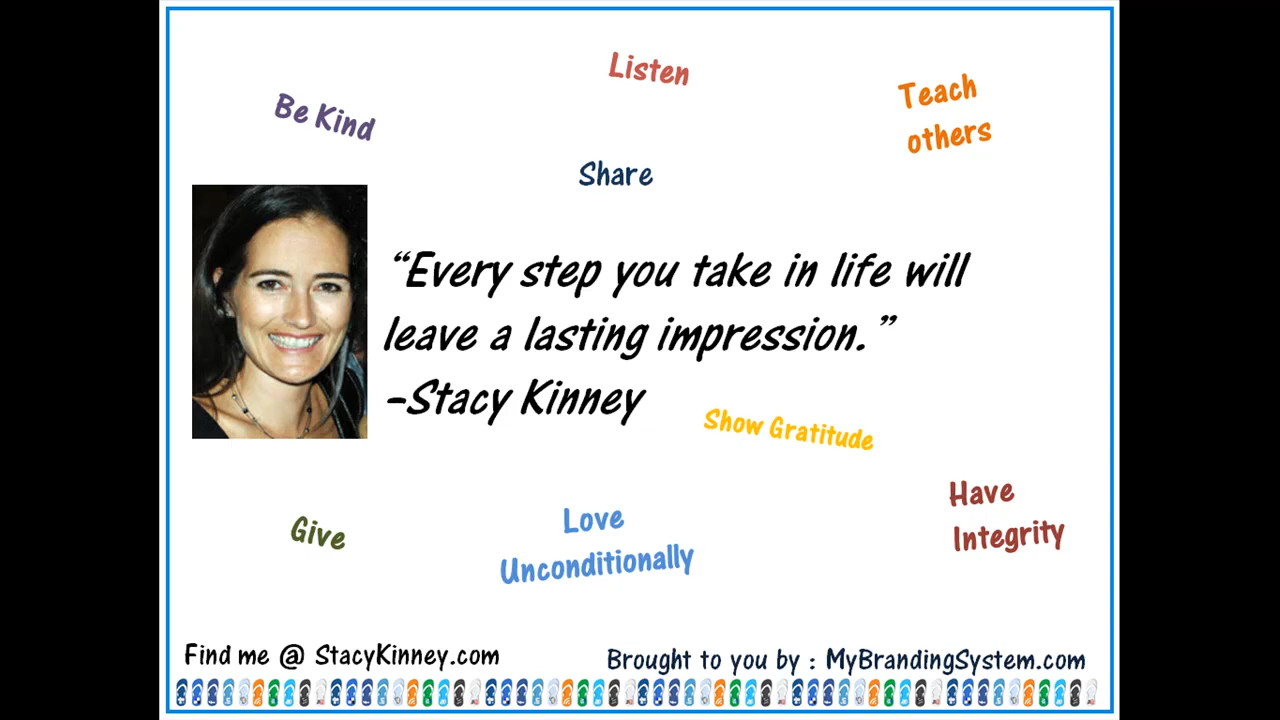 Listen
Be Kind
Teach
others
Share
“Every step you take in life will
leave a lasting impression.”
-Stacy Kinney
Show Gratitude
Have
Integrity
Give
Love
Unconditionally
Find me @ StacyKinney.com
Brought to you by : MyBrandingSystem.com